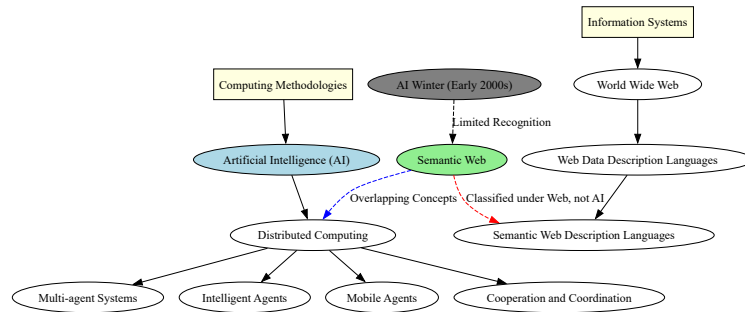 Information Systems
Computing Methodologies
AI Winter (Early 2000s)
World Wide Web
Limited Recognition
Artificial Intelligence (AI)
Semantic Web
Web Data Description Languages
Overlapping Concepts
Classified under Web, not AI
Distributed Computing
Semantic Web Description Languages
Multi-agent Systems
Intelligent Agents
Mobile Agents
Cooperation and Coordination